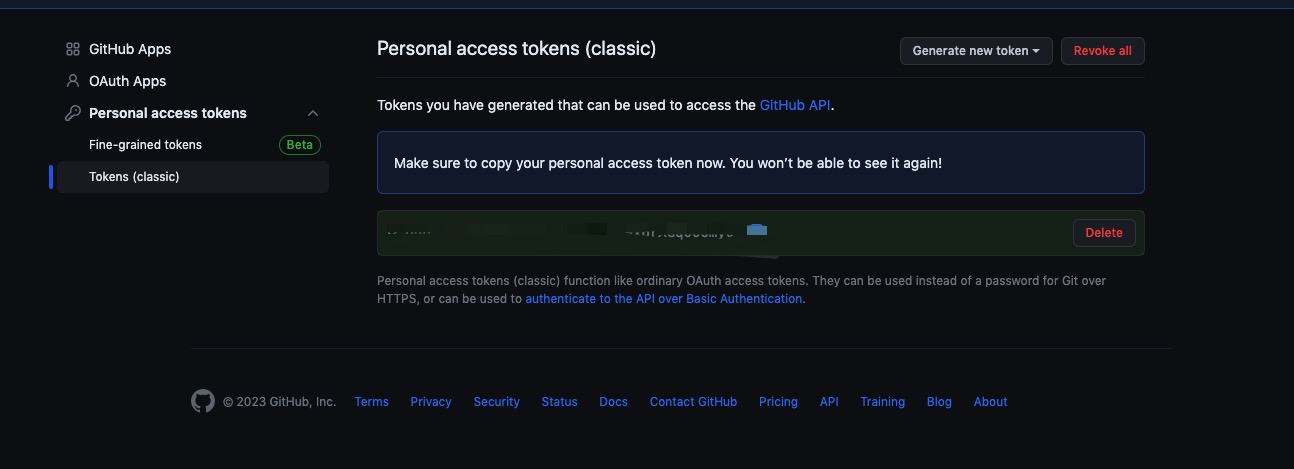 GitHub Apps
OAuth Apps
Personal access tokens
Fine-grained tokens Beta
Tokens (classic)
Personal access tokens (classic)
Generate new token
Revoke all
Tokens you have generated that can be used to access the GitHub API.
Make sure to copy your personal access token now. You won’t be able to see it again!
Delete
Personal access tokens (classic) function like ordinary OAuth access tokens. They can be used instead of a password for Git over
HTTPS, or can be used to authenticate to the API over Basic Authentication.
© 2023 GitHub, Inc. Terms Privacy Security Status Docs Contact GitHub Pricing API Training Blog About